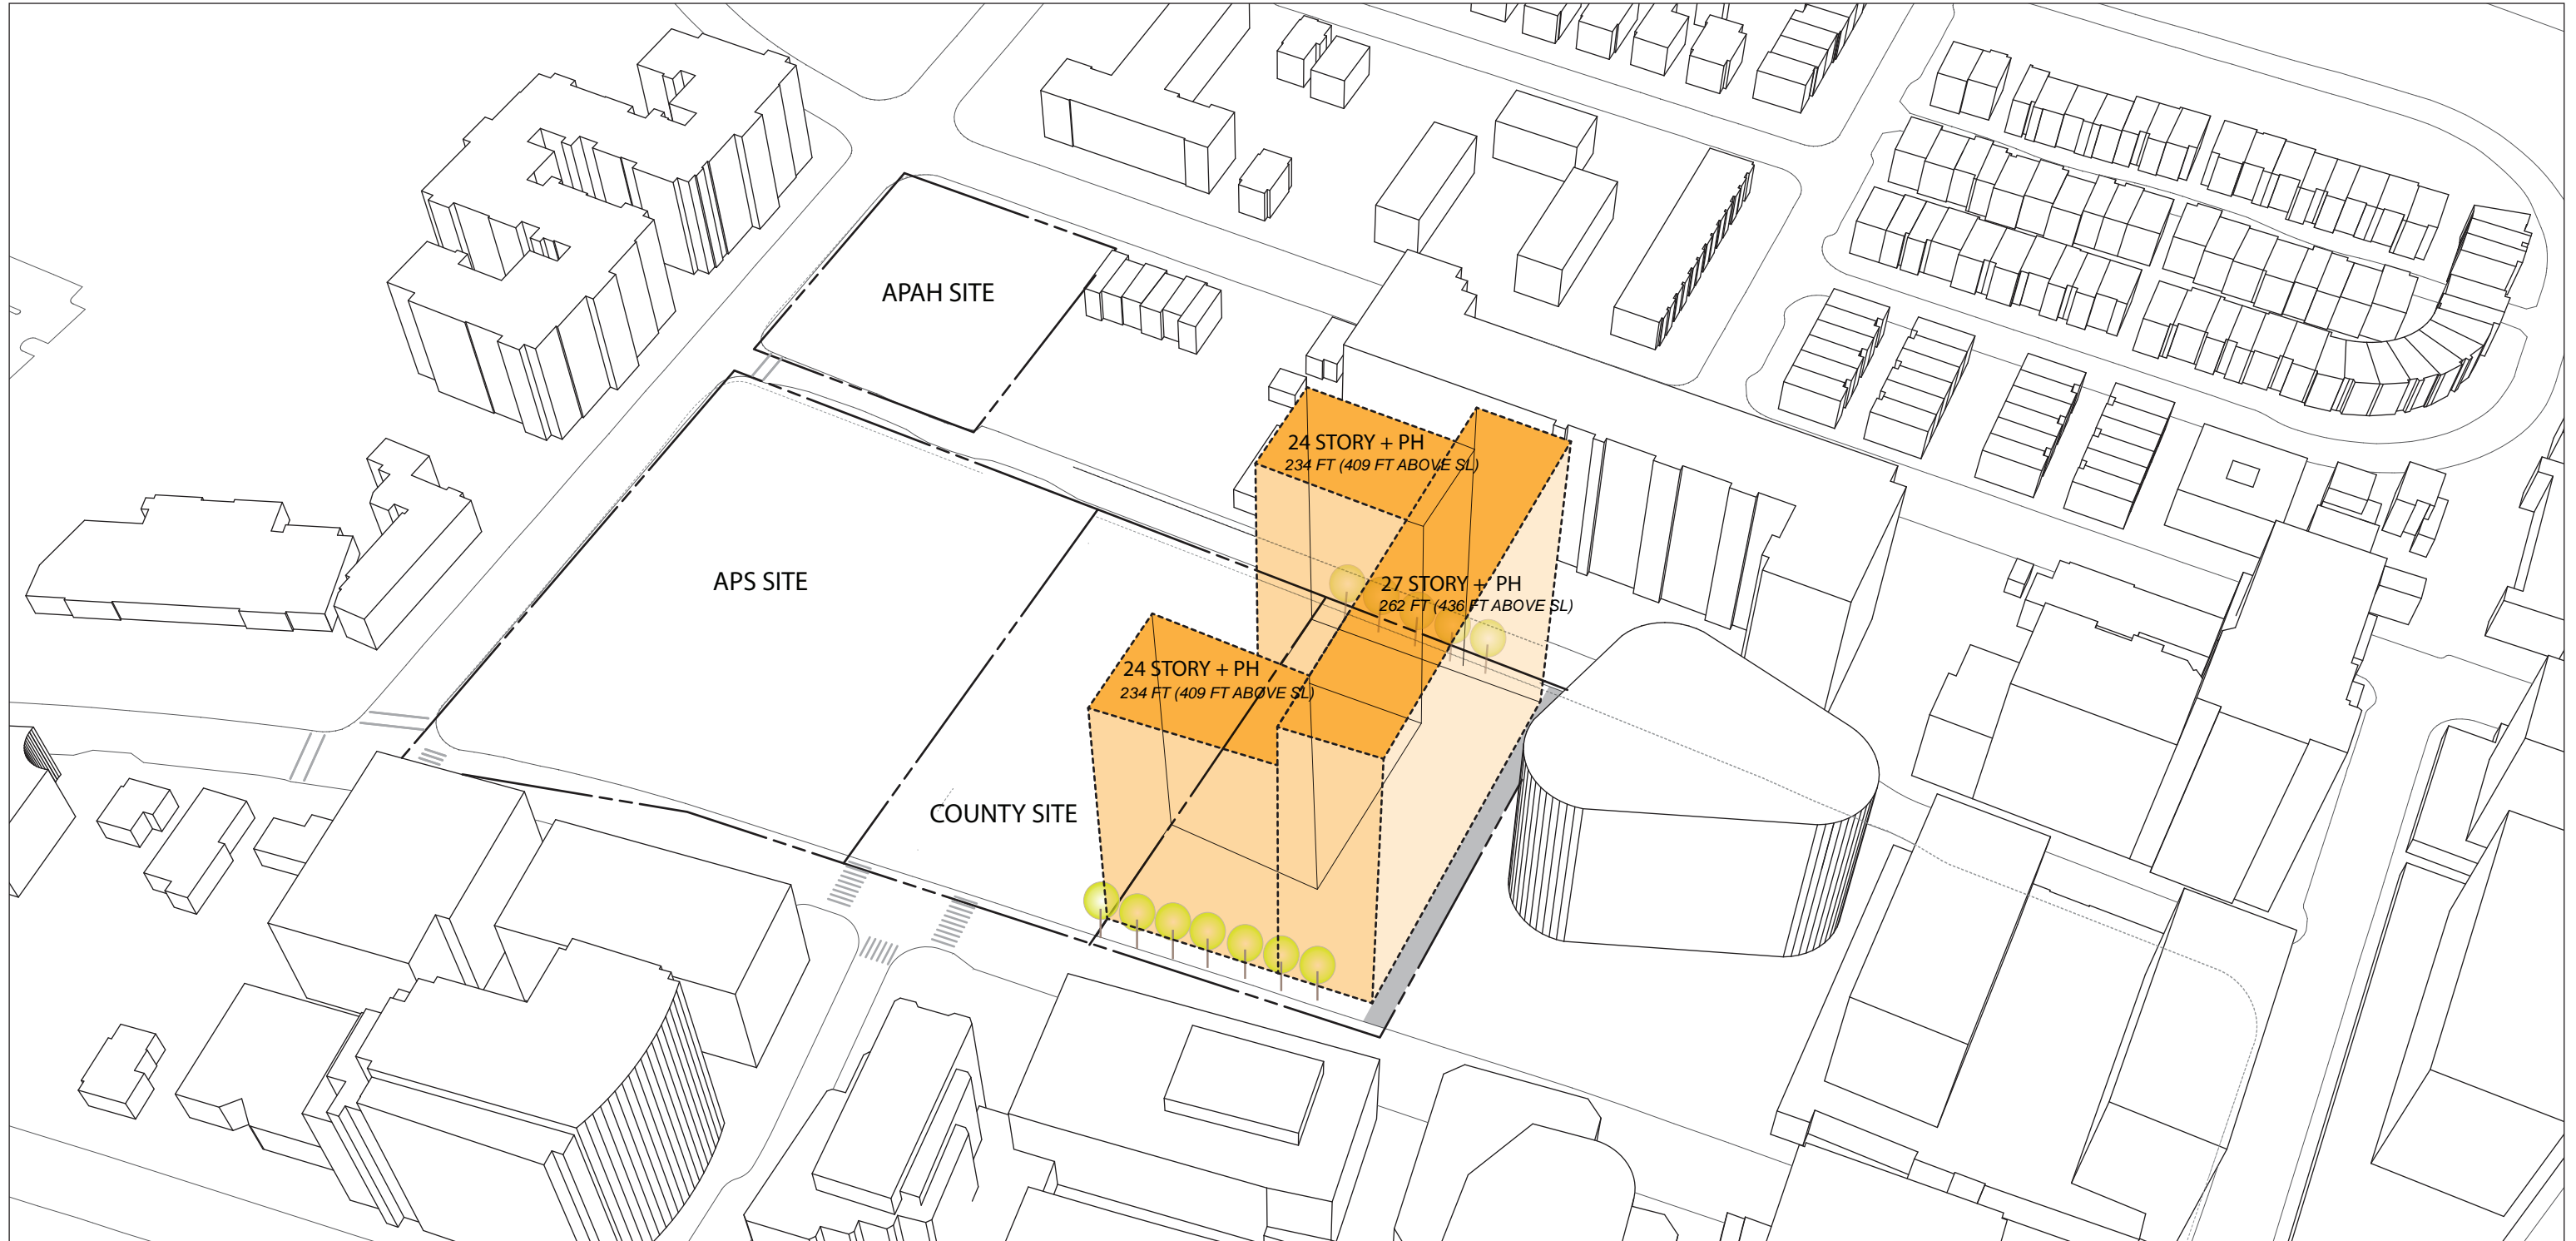 APAH SITE
24 STORY + PH
234 FT (409 FT ABOVE SL)
APS SITE
27 STORY + PH
262 FT (436 FT ABOVE SL)
24 STORY + PH
234 FT (409 FT ABOVE SL)
COUNTY SITE